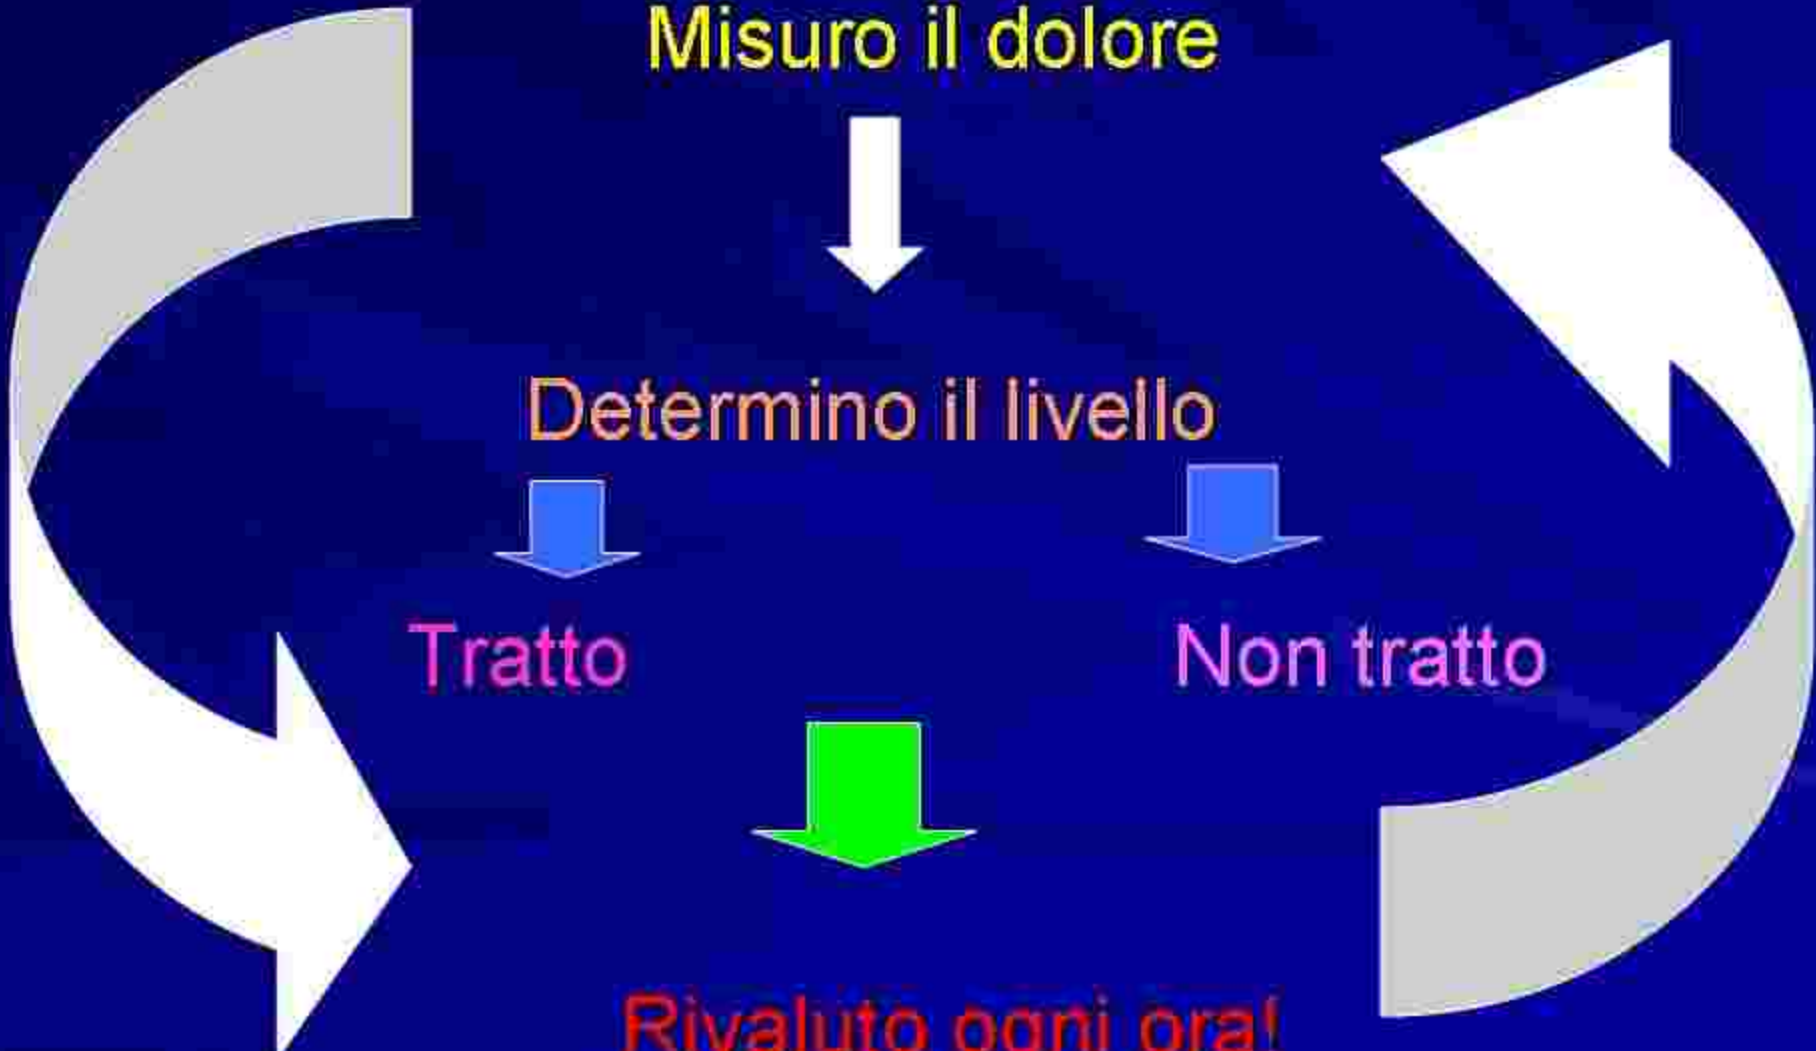 Misuro il dolore
Determino il livello
Tratto
Non tratto
Rivaluto ogni ora!